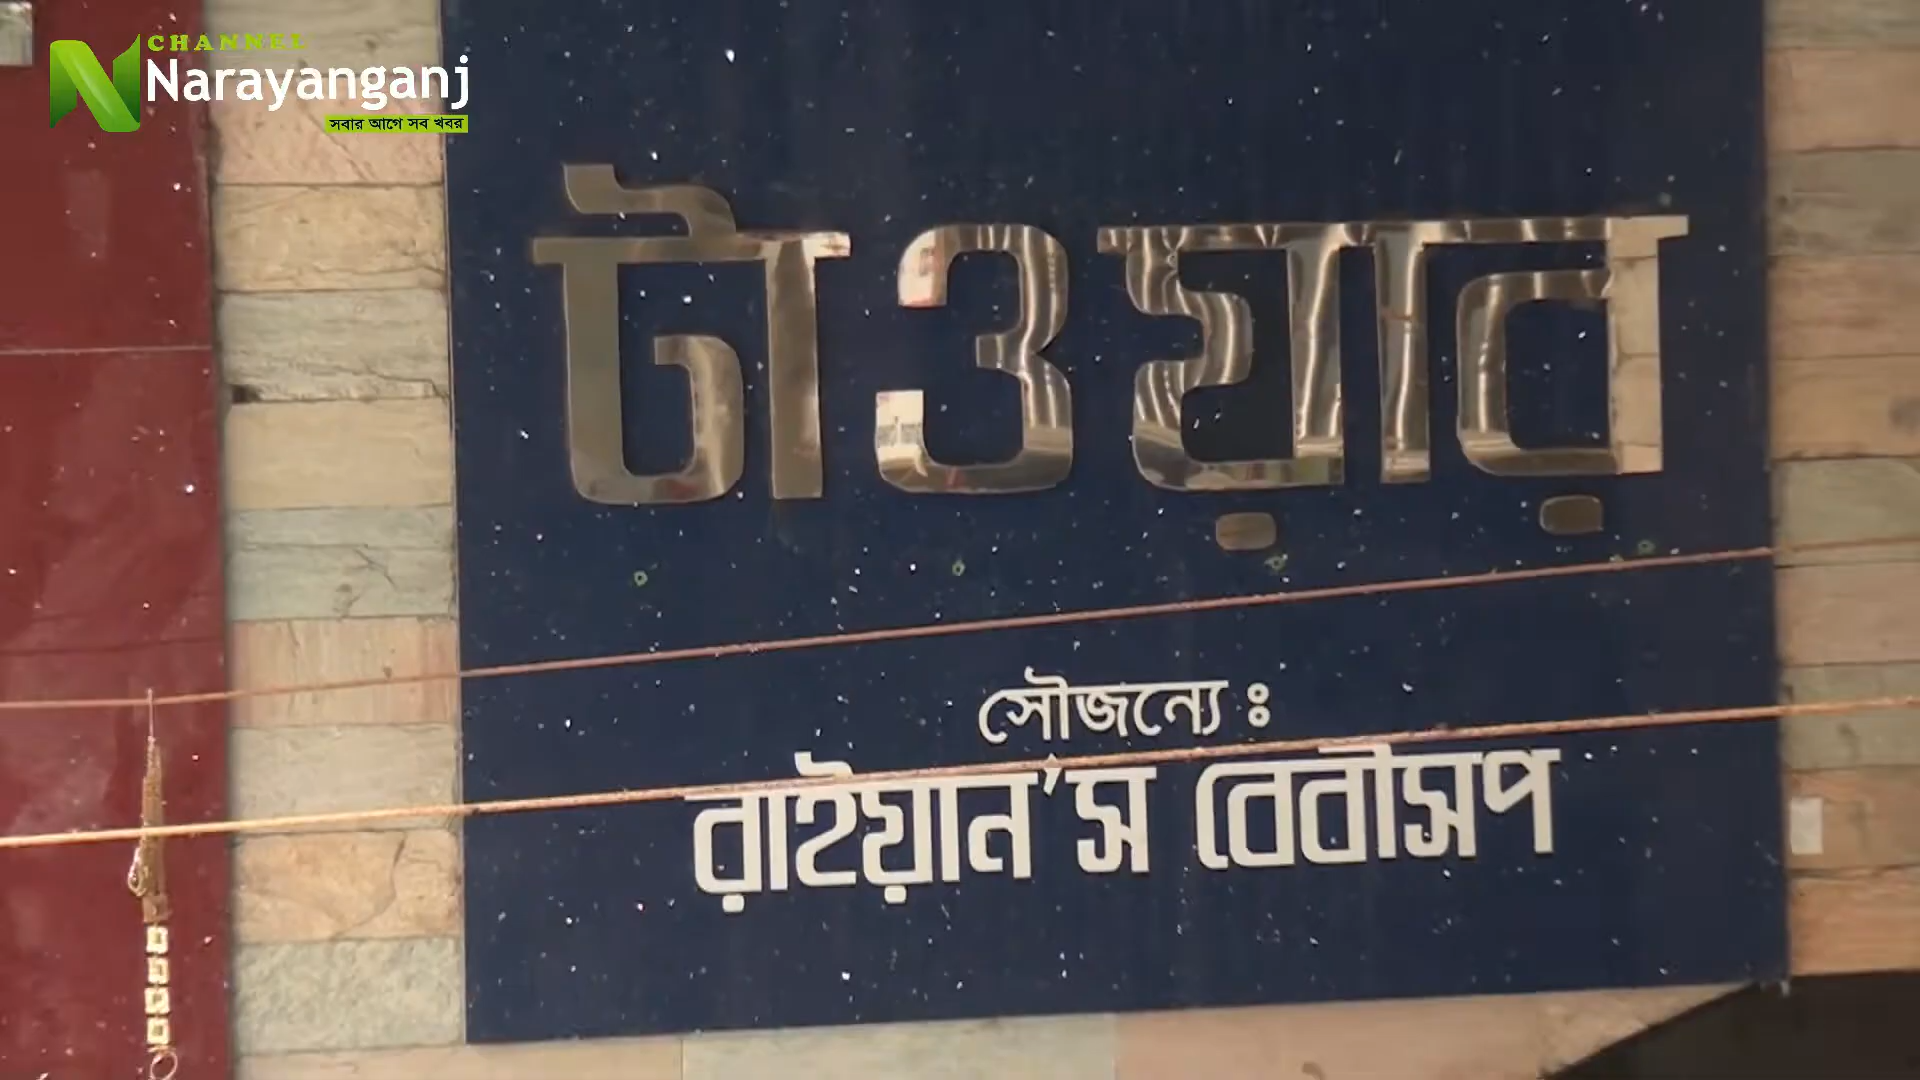 CHANNEL
Narayanganj
সবার আগে সব খবর
টাওয়ার
সৌজন্যে ঃ
রাইয়ান'স বেবীসপ